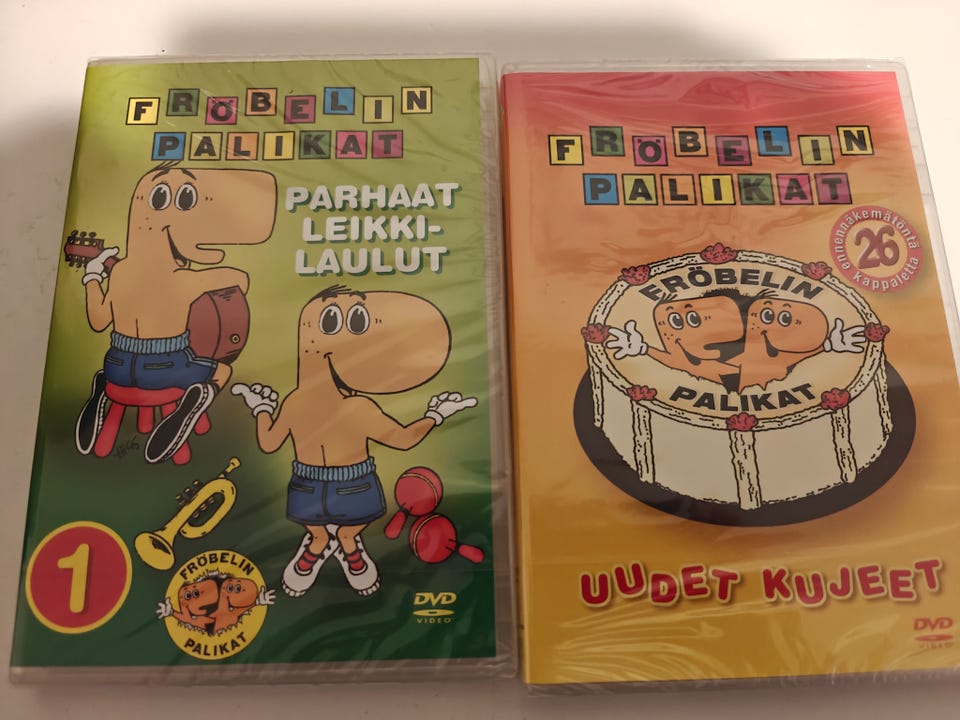 FRÖBELIN
PALIKAT
PARHAAT
LEIKKI-
LAULUT
1
FRÖBELIN
PALIKAT
DVD
VIDEO
FRÖBELIN
PALIKAT
ennennäkemätöntä
26
kappaletta
FRÖBELIN
PALIKAT
UUDET KUJEET
DVD
VIDEO